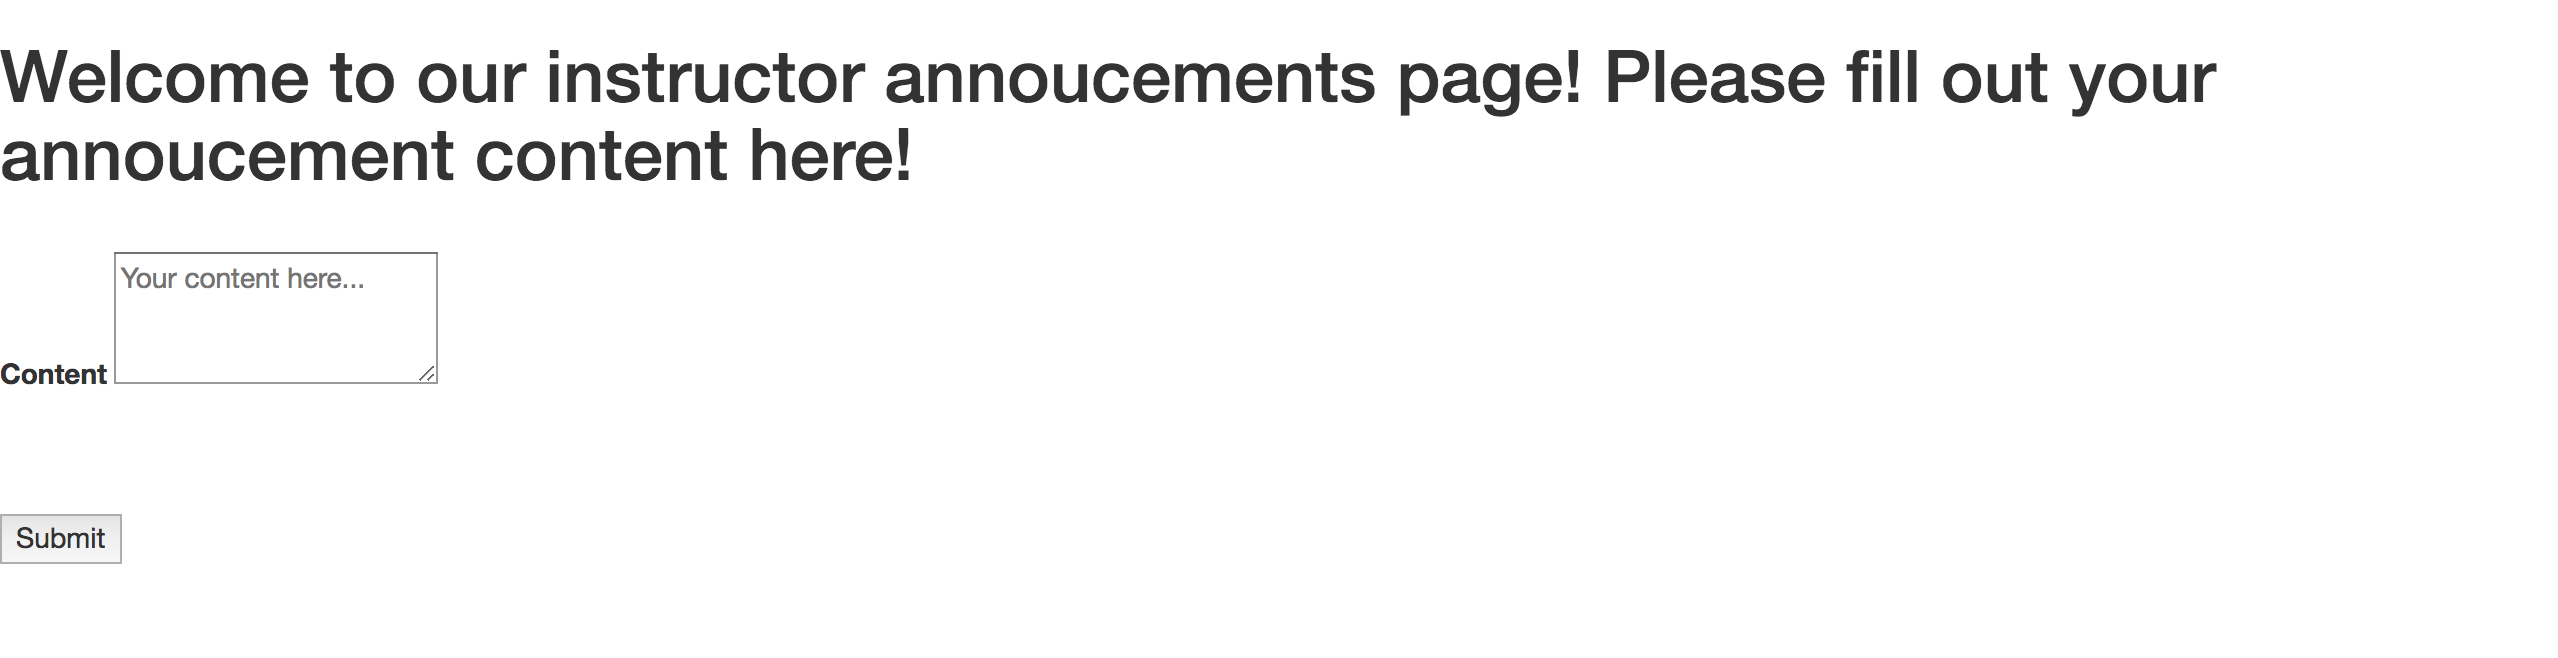 Welcome to our instructor annoucements page! Please fill out your
annoucement content here!
Your content here...
Content
Submit